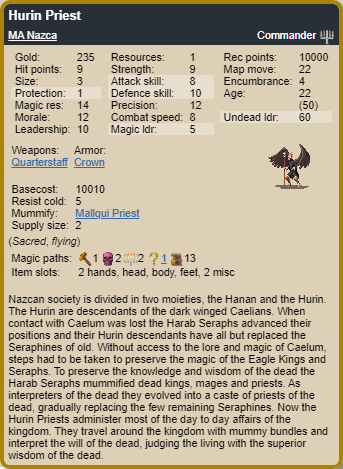 Hurin Priest
MA Nazca Commander
Gold: 235 Resources: 1 Rec points: 10000
Hit points: 9 Strength: 9 Map move: 22
Size: 3 Attack skill: 8 Encumbrance: 4
Protection: 1 Defence skill: 10 Age: 22
Magic res: 14 Precision: 12 (50)
Morale: 12 Combat speed: 8 Undead ldr: 60
Leadership: 10 Magic ldr: 5
Weapons: Armor:
Quarterstaff Crown
Basecost: 10010
Resist cold: 5
Mummify: Mallqui Priest
Supply size: 2
(Sacred, flying)
Magic paths: 1 2 2 ? 1 13
Item slots: 2 hands, head, body, feet, 2 misc
Nazcan society is divided in two moieties, the Hanan and the Hurin.
The Hurin are descendants of the dark winged Caelians. When
contact with Caelum was lost the Harab Seraphs advanced their
positions and their Hurin descendants have all but replaced the
Seraphines of old. Without access to the lore and magic of Caelum,
steps had to be taken to preserve the magic of the Eagle Kings and
Seraphs. To preserve the knowledge and wisdom of the dead the
Harab Seraphs mummified dead kings, mages and priests. As
interpreters of the dead they evolved into a caste of priests of the
dead, gradually replacing the few remaining Seraphines. Now the
Hurin Priests administer most of the day to day affairs of the
kingdom. They travel around the kingdom with mummy bundles and
interpret the will of the dead, judging the living with the superior
wisdom of the dead.